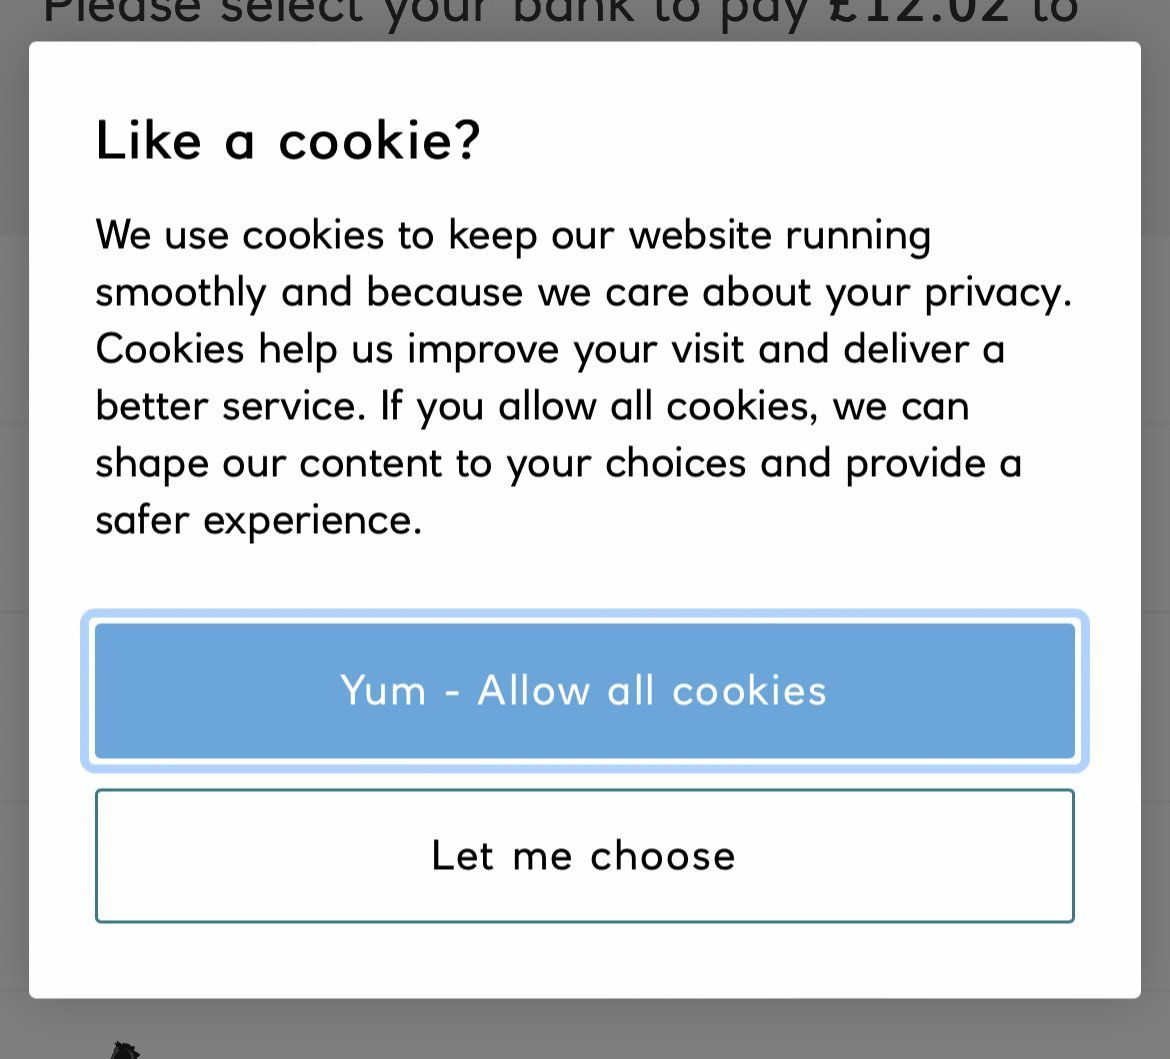 Please select your bank to pay £12.02 to
Like a cookie?
We use cookies to keep our website running
smoothly and because we care about your privacy.
Cookies help us improve your visit and deliver a
better service. If you allow all cookies, we can
shape our content to your choices and provide a
safer experience.
Yum - Allow all cookies
Let me choose